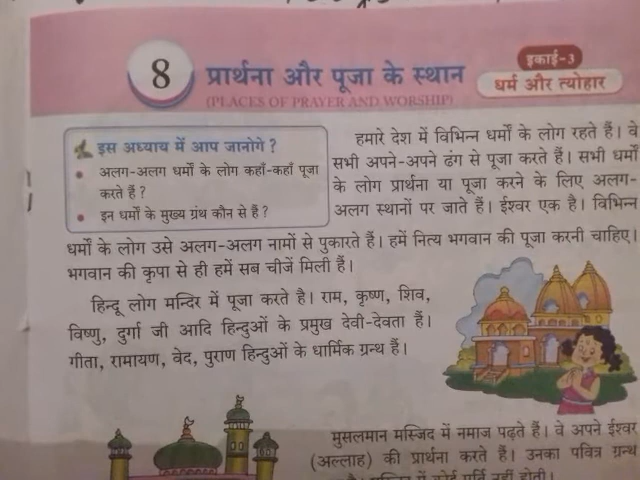 8
प्रार्थना और पूजा के स्थान
(PLACES OF PRAYER AND WORSHIP)
इकाई-3
धर्म और त्योहार
इस अध्याय में आप जानोगे ?
• अलग-अलग धर्मों के लोग कहाँ-कहाँ पूजा
करते हैं ?
• इन धर्मों के मुख्य ग्रंथ कौन से हैं ?
हमारे देश में विभिन्न धर्मों के लोग रहते हैं। वे
सभी अपने-अपने ढंग से पूजा करते हैं। सभी धर्मों
के लोग प्रार्थना या पूजा करने के लिए अलग-
अलग स्थानों पर जाते हैं। ईश्वर एक है। विभिन्न
धर्मों के लोग उसे अलग-अलग नामों से पुकारते हैं। हमें नित्य भगवान की पूजा करनी चाहिए।
भगवान की कृपा से ही हमें सब चीजें मिली हैं।
हिन्दू लोग मन्दिर में पूजा करते है। राम, कृष्ण, शिव,
विष्णु, दुर्गा जी आदि हिन्दुओं के प्रमुख देवी-देवता हैं।
गीता, रामायण, वेद, पुराण हिन्दुओं के धार्मिक ग्रन्थ हैं।
मुसलमान मस्जिद में नमाज पढ़ते हैं। वे अपने ईश्वर
(अल्लाह) की प्रार्थना करते हैं। उनका पवित्र ग्रन्थ
में कोई मूर्ति नहीं होती।